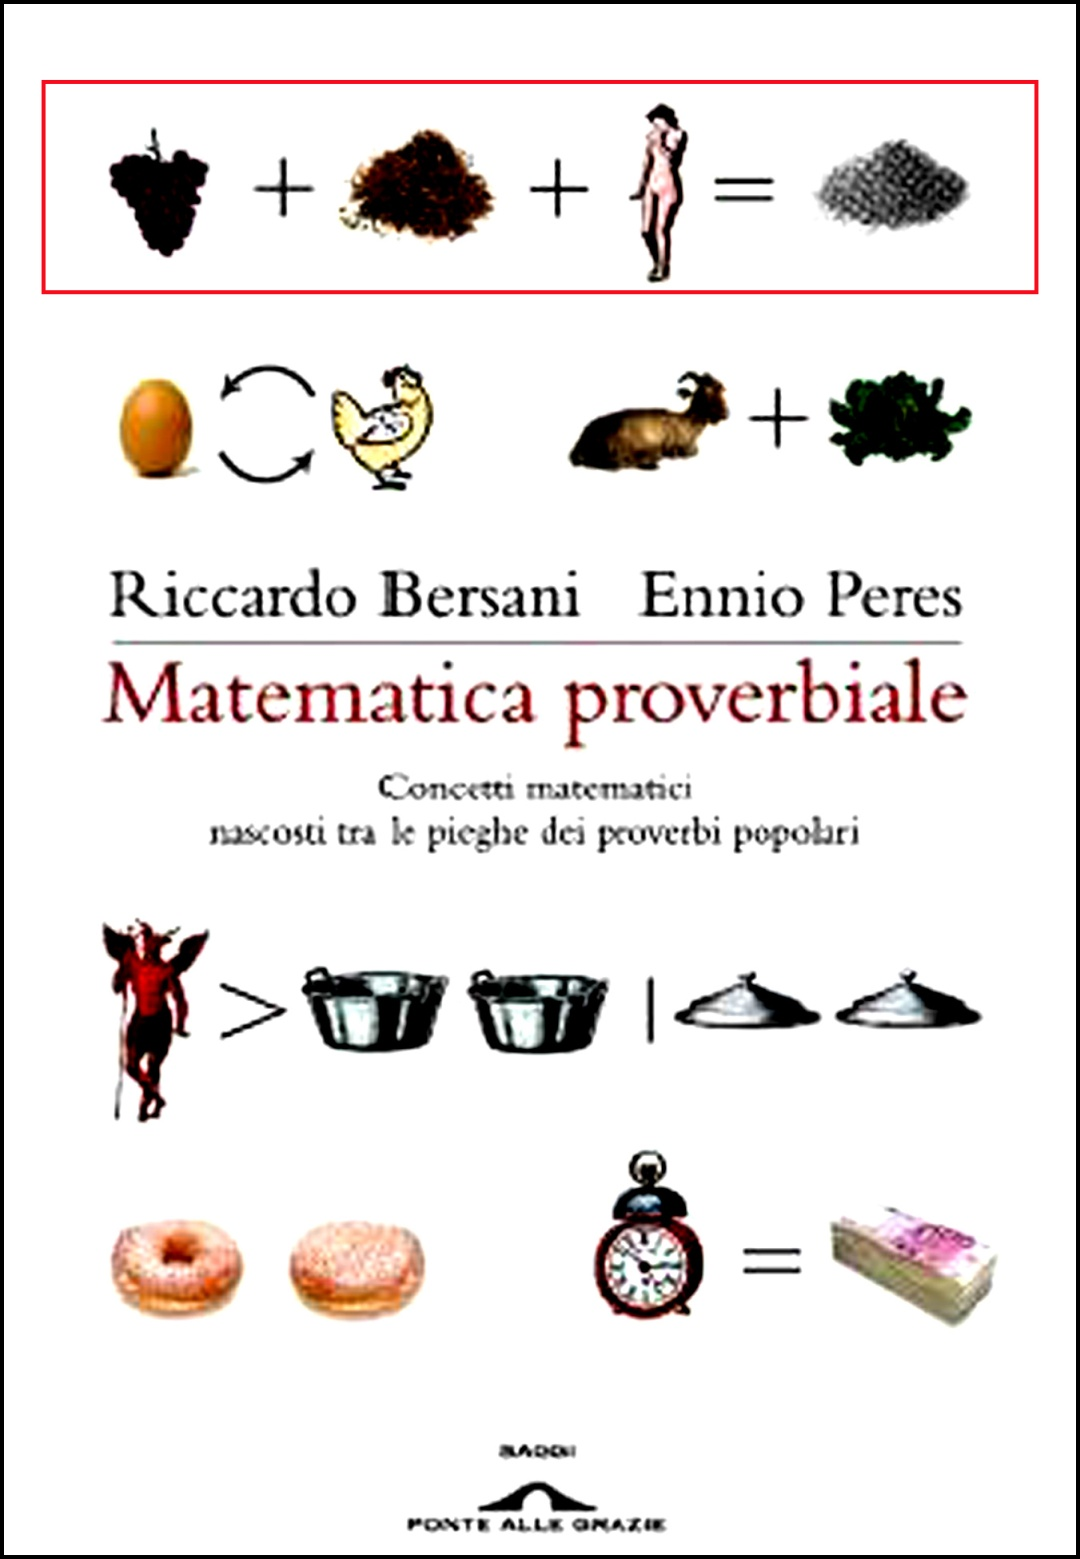 Riccardo Bersani Ennio Peres
Matematica proverbiale
Concetti matematici
nascosti tra le pieghe dei proverbi popolari
SAGGI
PONTE ALLE GRAZIE